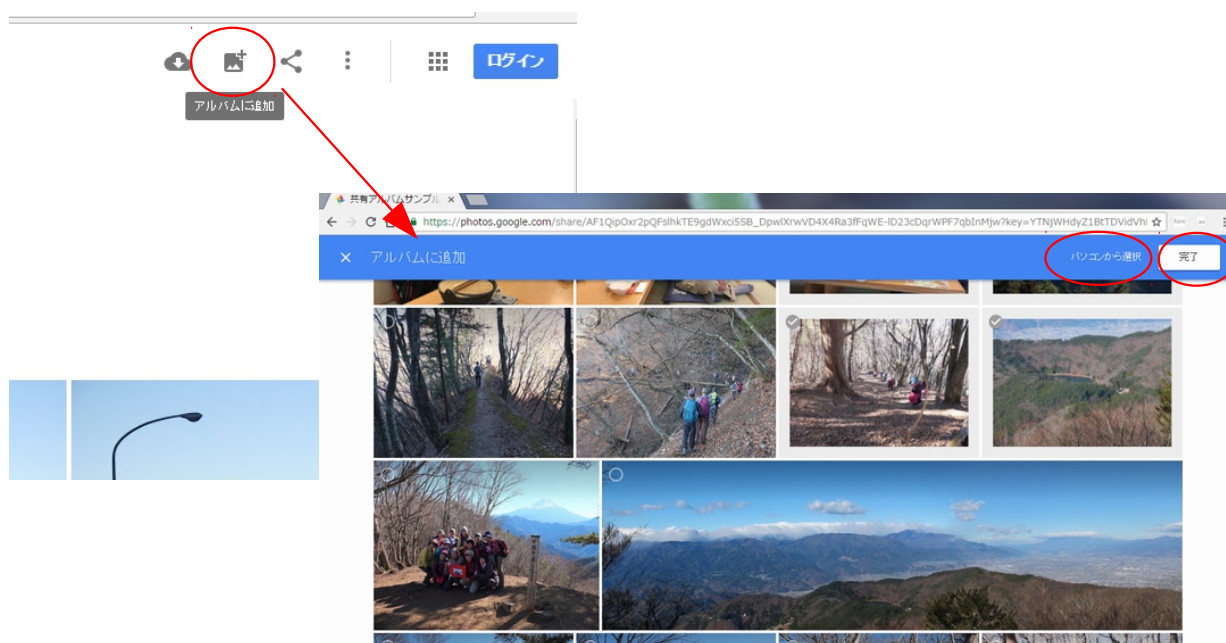 ログイン
アルバムに追加
共有アルバムサンプル
https://photos.google.com/share/AF1QipOxr2pQFslhkTE9gdWxci5SB_DpwlXrwVD4X4Ra3fFqWE-ID23cDqrWPF7qbInMjw?key=YTNjWHdyZ1BtTDVidVhl
アルバムに追加
パソコンから選択
完了